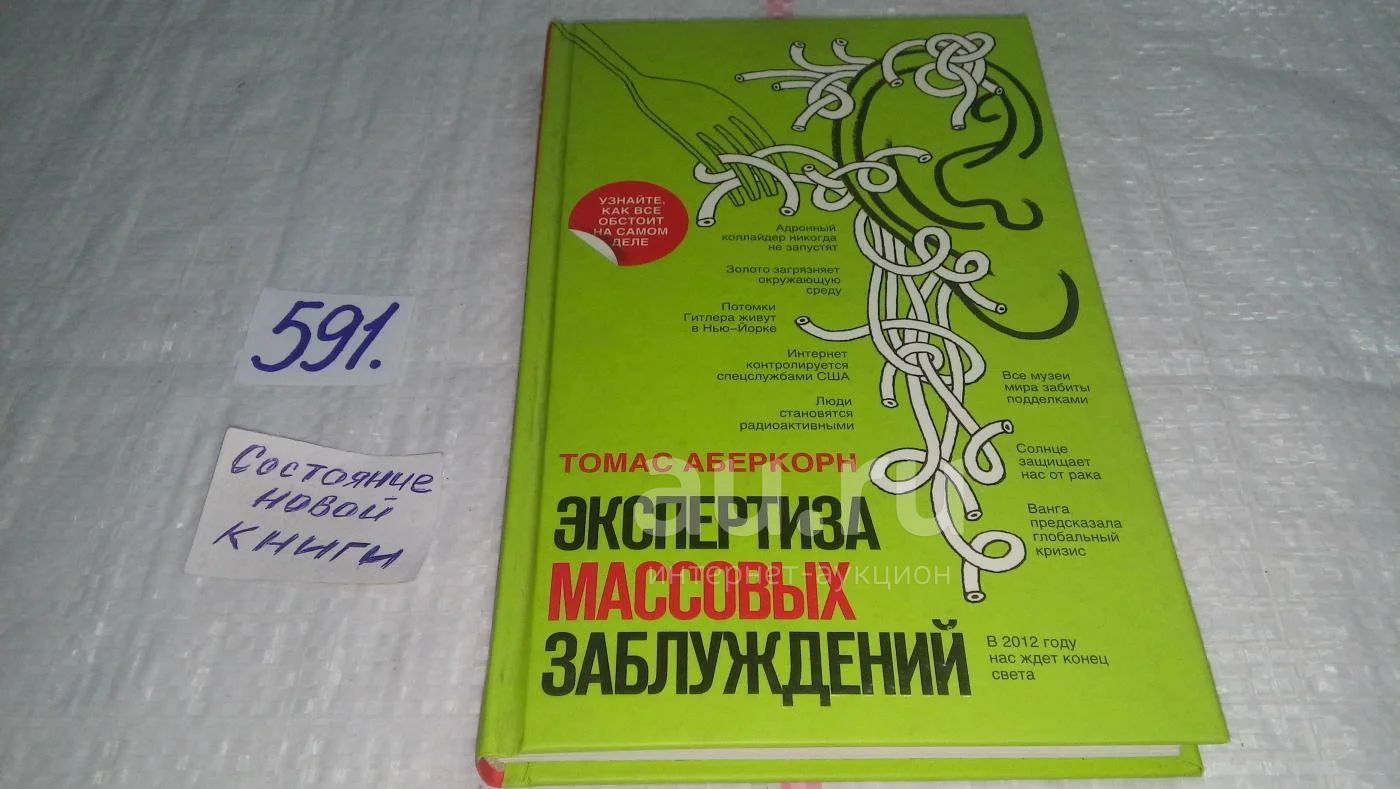 УЗНАЙТЕ,
КАК ВСЕ
ОБСТОИТ
НА САМОМ
ДЕЛЕ
Адронный
коллайдер никогда
не запустят
Золото загрязняет
окружающую
среду
Потомки
Гитлера живут
в Нью-Йорке
Интернет
контролируется
спецслужбами США
Люди
становятся
радиоактивными
Все музеи
мира забиты
подделками
Солнце
защищает
нас от рака
Ванга
предсказала
глобальный
кризис
В 2012 году
нас ждет конец
света
ТОМАС АБЕРКОРН
ЭКСПЕРТИЗА
МАССОВЫХ
ЗАБЛУЖДЕНИЙ
591.
Состояние
новой
книги
au.ru
интернет-аукцион